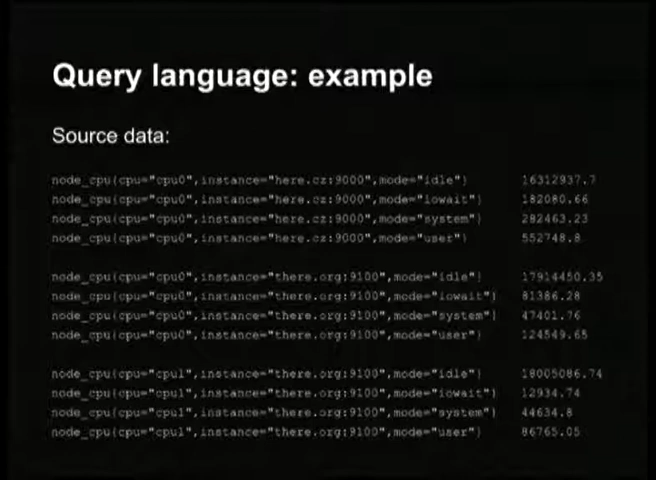 Query language: example
Source data:
node_cpu{cpu="cpu0",instance="here.cz:9000",mode="idle"} 16312937.7
node_cpu{cpu="cpu0",instance="here.cz:9000",mode="iowait"} 182080.66
node_cpu{cpu="cpu0",instance="here.cz:9000",mode="system"} 282463.23
node_cpu{cpu="cpu0",instance="here.cz:9000",mode="user"} 552748.8
node_cpu{cpu="cpu0",instance="there.org:9100",mode="idle"} 17914450.35
node_cpu{cpu="cpu0",instance="there.org:9100",mode="iowait"} 81386.28
node_cpu{cpu="cpu0",instance="there.org:9100",mode="system"} 47401.76
node_cpu{cpu="cpu0",instance="there.org:9100",mode="user"} 124549.65
node_cpu{cpu="cpu1",instance="there.org:9100",mode="idle"} 18005086.74
node_cpu{cpu="cpu1",instance="there.org:9100",mode="iowait"} 12934.74
node_cpu{cpu="cpu1",instance="there.org:9100",mode="system"} 44634.8
node_cpu{cpu="cpu1",instance="there.org:9100",mode="user"} 86765.05